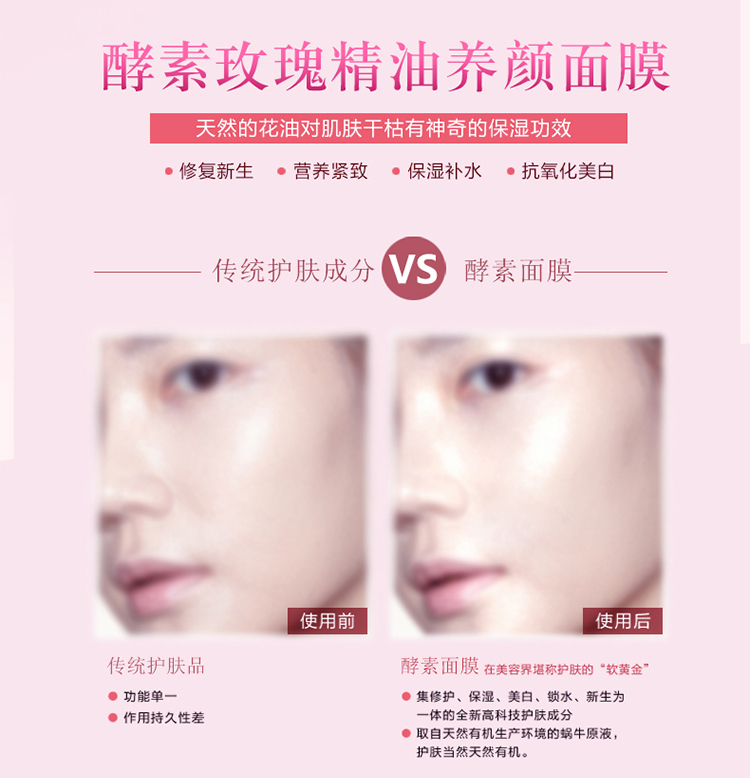 酵素玫瑰精油养颜面膜
天然的花油对肌肤干枯有神奇的保湿功效
• 修复新生 • 营养紧致 • 保湿补水 • 抗氧化美白
传统护肤成分 VS 酵素面膜
使用前 使用后
传统护肤品
● 功能单一
● 作用持久性差
酵素面膜 在美容界堪称护肤的“软黄金”
● 集修护、保湿、美白、锁水、新生为
一体的全新高科技护肤成分
● 取自天然有机生产环境的蜗牛原液，
护肤当然天然有机。